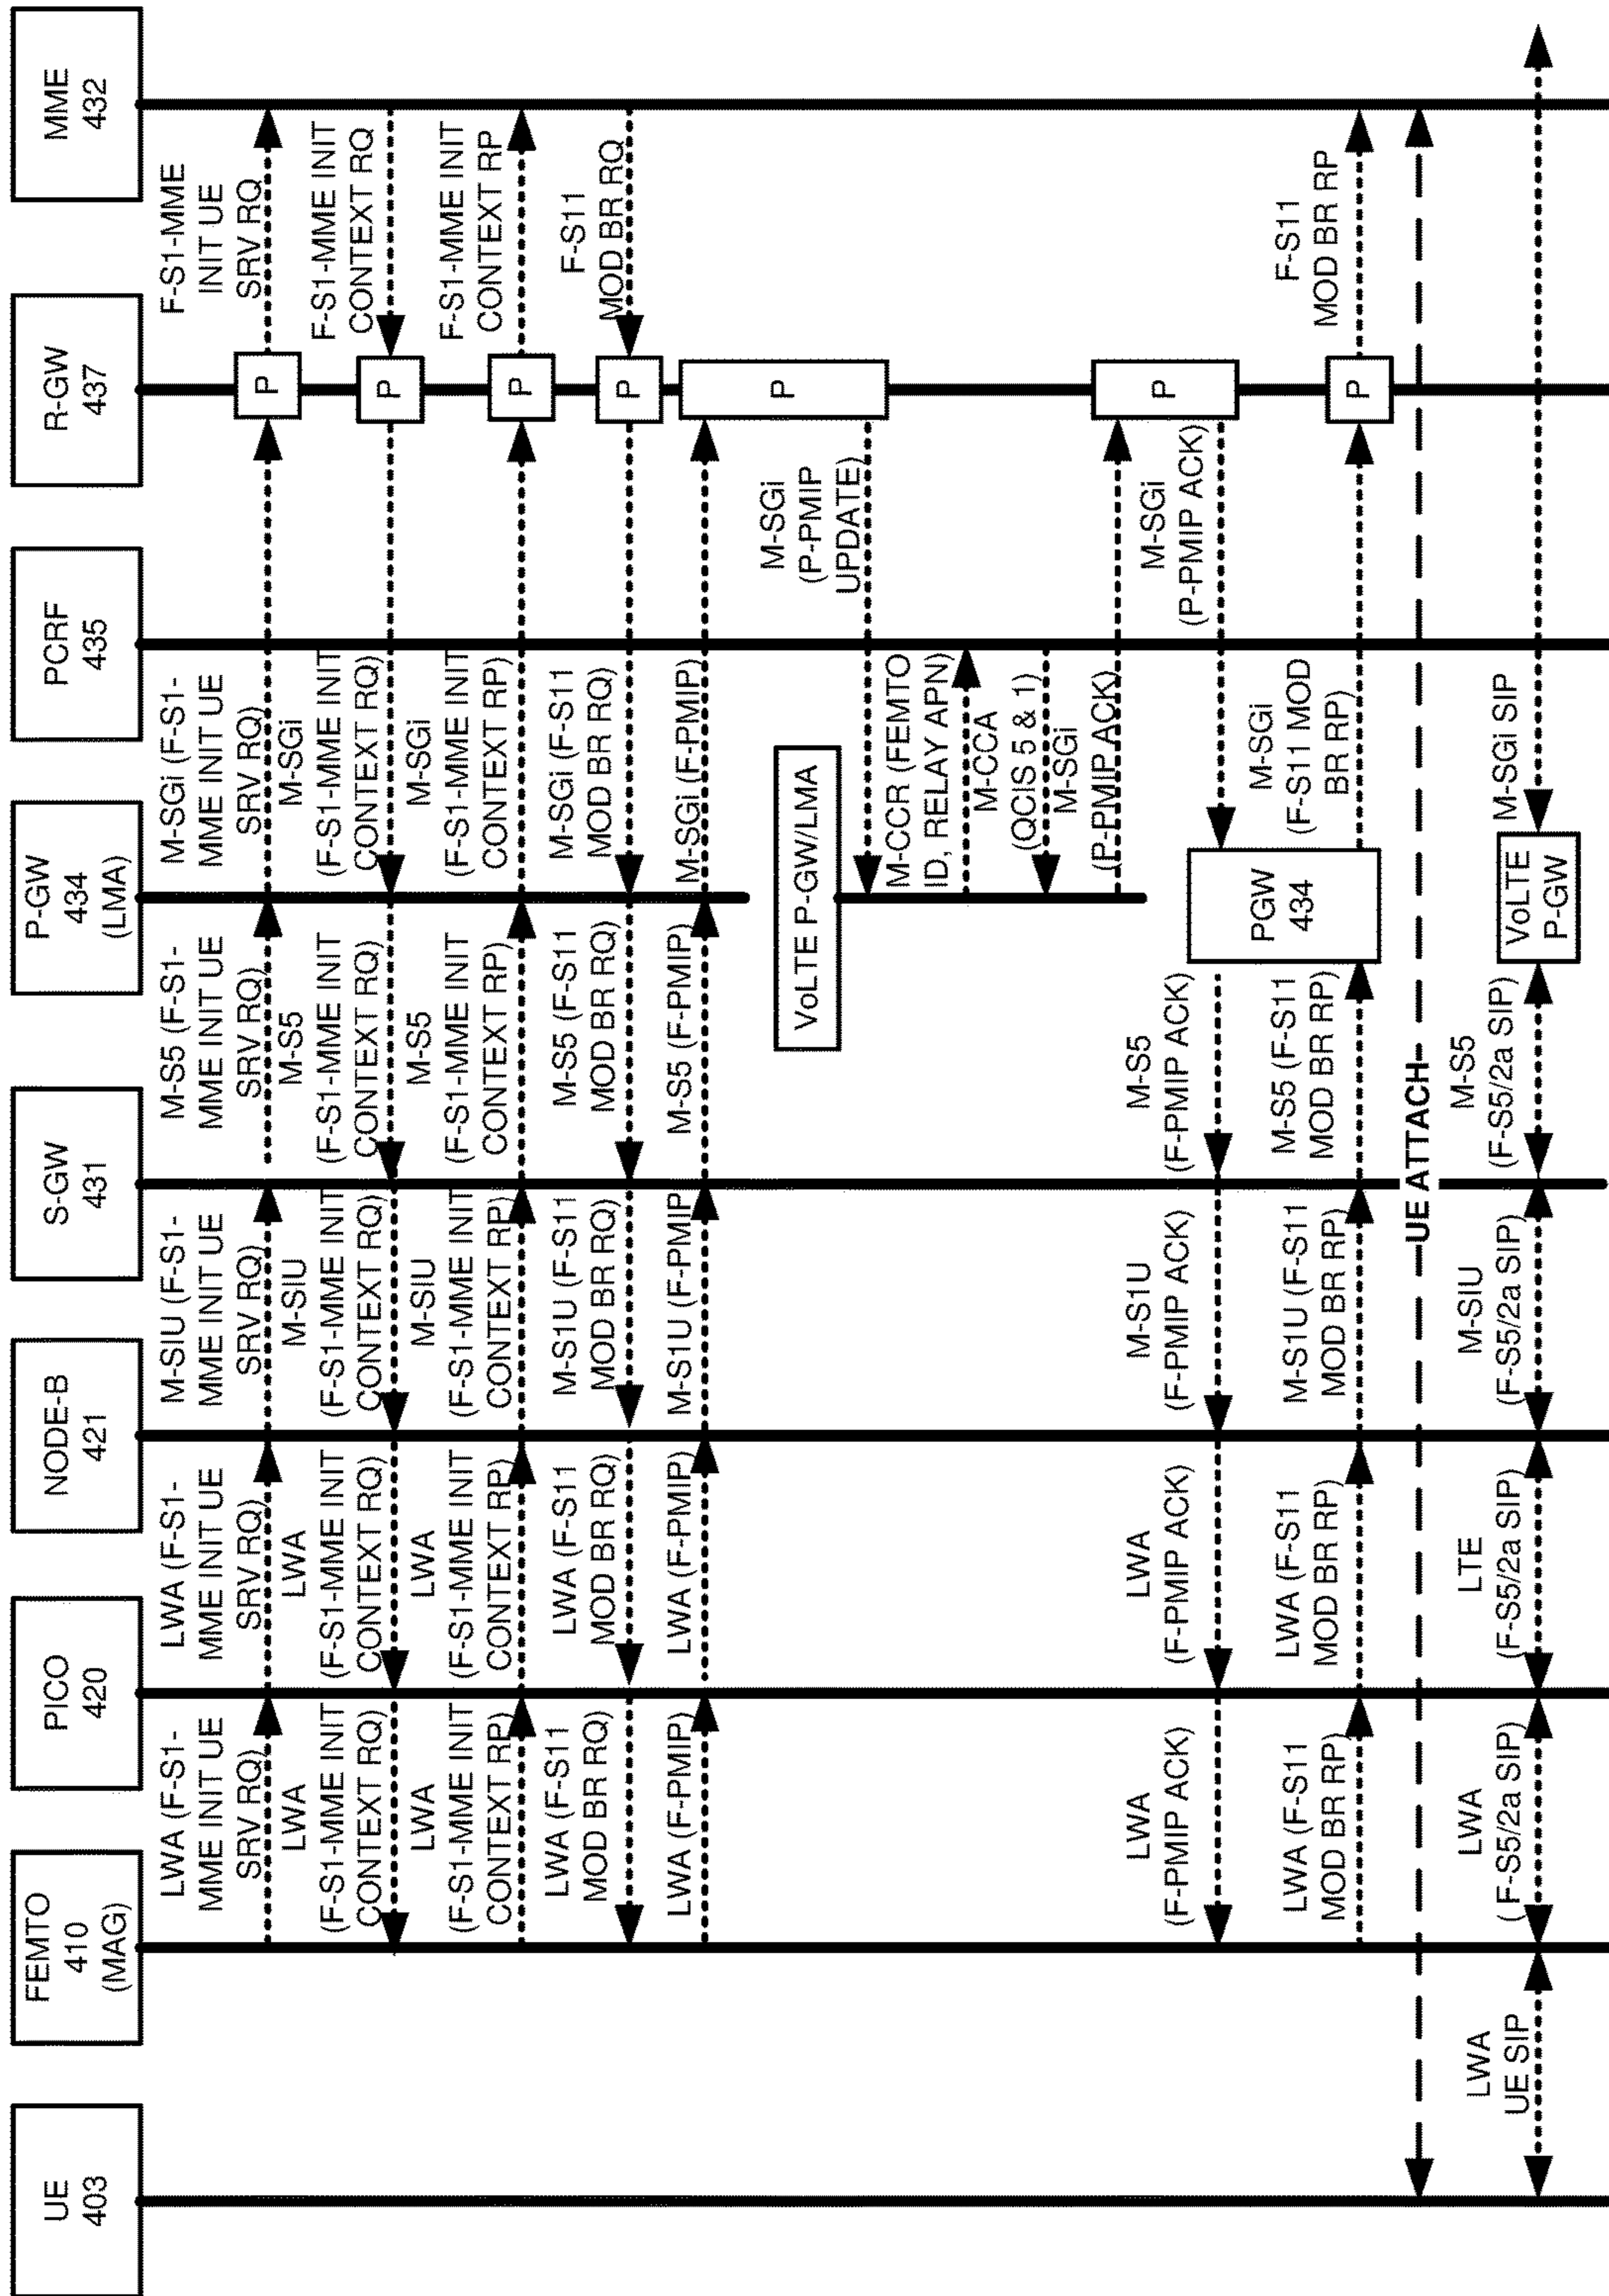 UE
403
FEMTO
410
(MAG)
PICO
420
NODE-B
421
S-GW
431
P-GW
434
(LMA)
PCRF
435
R-GW
437
MME
432
LWA (F-S1-
MME INIT UE
SRV RQ)
LWA (F-S1-
MME INIT UE
SRV RQ)
M-SIU (F-S1-
MME INIT UE
SRV RQ)
M-S5 (F-S1-
MME INIT UE
SRV RQ)
M-SGi (F-S1-
MME INIT UE
SRV RQ)
P
F-S1-MME
INIT UE
SRV RQ
LWA
(F-S1-MME INIT
CONTEXT RQ)
LWA
(F-S1-MME INIT
CONTEXT RQ)
M-SIU
(F-S1-MME INIT
CONTEXT RQ)
M-S5
(F-S1-MME INIT
CONTEXT RQ)
M-SGi
(F-S1-MME INIT
CONTEXT RQ)
P
F-S1-MME INIT
CONTEXT RQ
LWA
(F-S1-MME INIT
CONTEXT RP)
LWA
(F-S1-MME INIT
CONTEXT RP)
M-SIU
(F-S1-MME INIT
CONTEXT RP)
M-S5
(F-S1-MME INIT
CONTEXT RP)
M-SGi
(F-S1-MME INIT
CONTEXT RP)
P
F-S1-MME INIT
CONTEXT RP
LWA (F-S11
MOD BR RQ)
LWA (F-S11
MOD BR RQ)
M-S1U (F-S11
MOD BR RQ)
M-S5 (F-S11
MOD BR RQ)
M-SGi (F-S11
MOD BR RQ)
P
F-S11
MOD BR RQ
LWA (F-PMIP)
LWA (F-PMIP)
M-S1U (F-PMIP
M-S5 (F-PMIP)
M-SGi (F-PMIP)
P
VoLTE P-GW/LMA
M-SGi
(P-PMIP
UPDATE)
M-CCR (FEMTO
ID, RELAY APN)
M-CCA
(QCIS 5 & 1)
M-SGi
(P-PMIP ACK)
P
LWA
(F-PMIP ACK)
LWA
(F-PMIP ACK)
M-S1U
(F-PMIP ACK)
M-S5
(F-PMIP ACK)
PGW
434
M-SGi
(P-PMIP ACK)
LWA (F-S11
MOD BR RP)
LWA (F-S11
MOD BR RP)
M-S1U (F-S11
MOD BR RP)
M-S5 (F-S11
MOD BR RP)
M-SGi
(F-S11 MOD
BR RP)
P
F-S11
MOD BR RP
UE ATTACH
LWA
UE SIP
LWA
( F-S5/2a SIP)
LTE
(F-S5/2a SIP)
M-SIU
(F-S5/2a SIP)
M-S5
(F-S5/2a SIP)
VoLTE
P-GW
M-SGi SIP